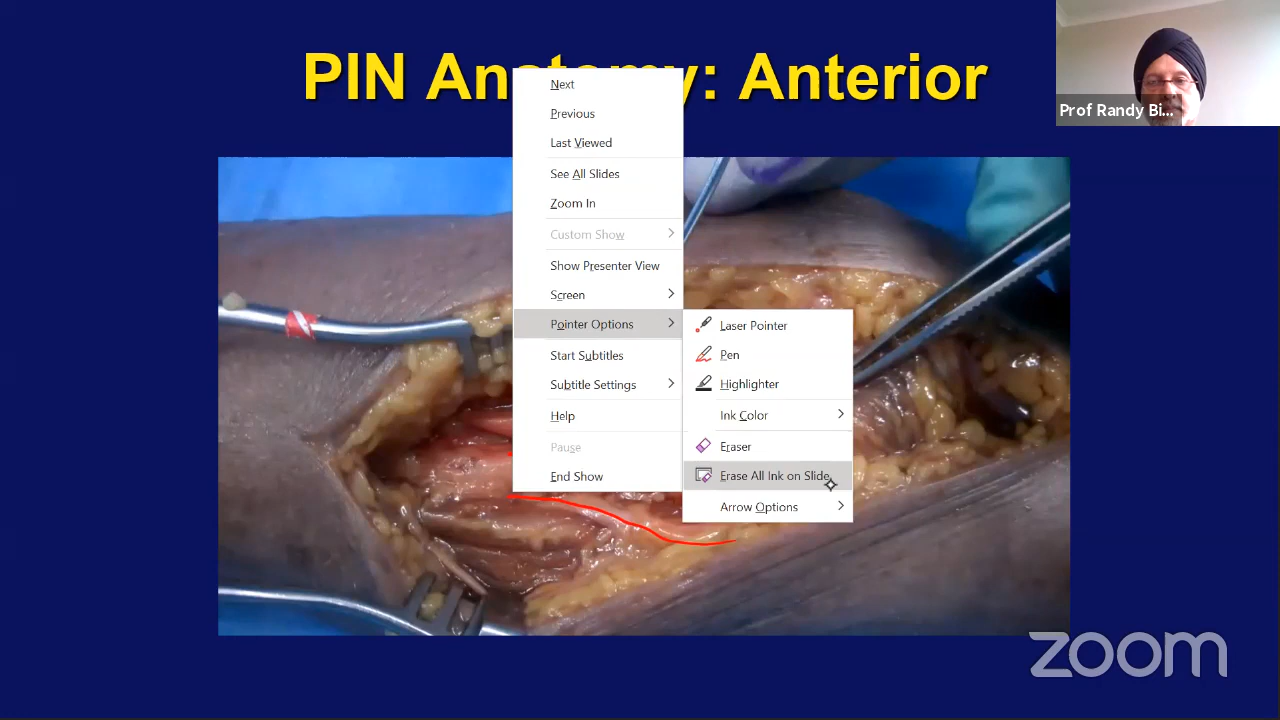 PIN Anatomy: Anterior
Prof Randy Bi...
Next
Previous
Last Viewed
See All Slides
Zoom In
Custom Show
Show Presenter View
Screen
Pointer Options
Start Subtitles
Subtitle Settings
Help
Pause
End Show
Laser Pointer
Pen
Highlighter
Ink Color
Eraser
Erase All Ink on Slide
Arrow Options
zoom